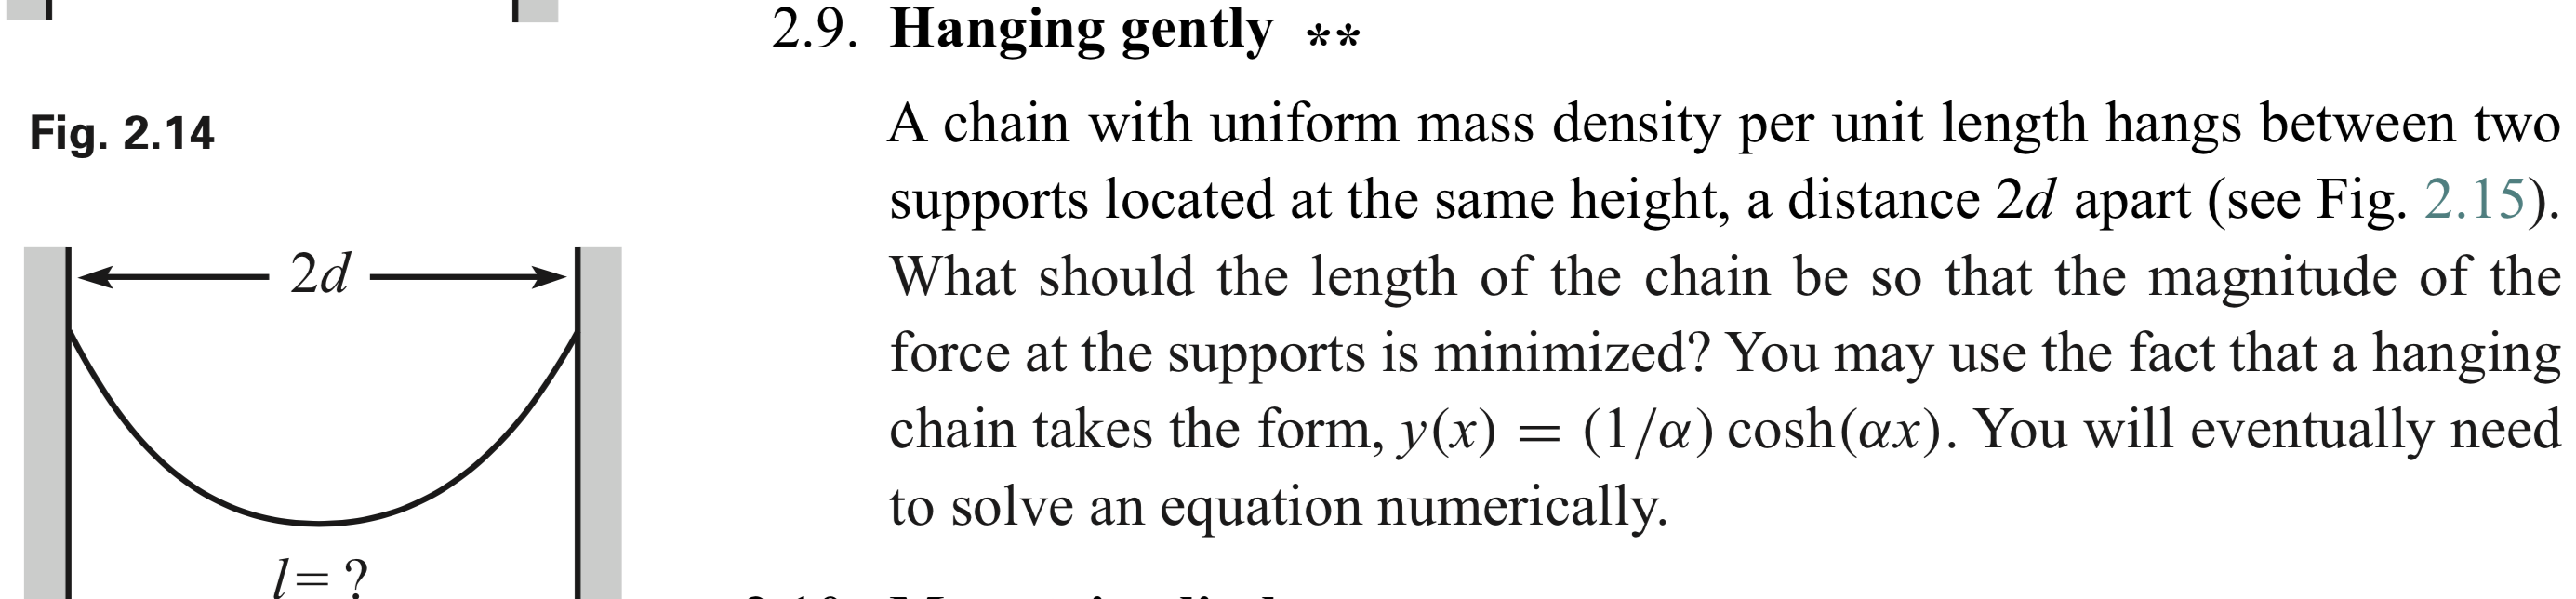 2.9. Hanging gently **
Fig. 2.14
A chain with uniform mass density per unit length hangs between two
supports located at the same height, a distance 2d apart (see Fig. 2.15).
What should the length of the chain be so that the magnitude of the
force at the supports is minimized? You may use the fact that a hanging
chain takes the form, y(x) = (1/α) cosh(αx). You will eventually need
to solve an equation numerically.
2d
l= ?